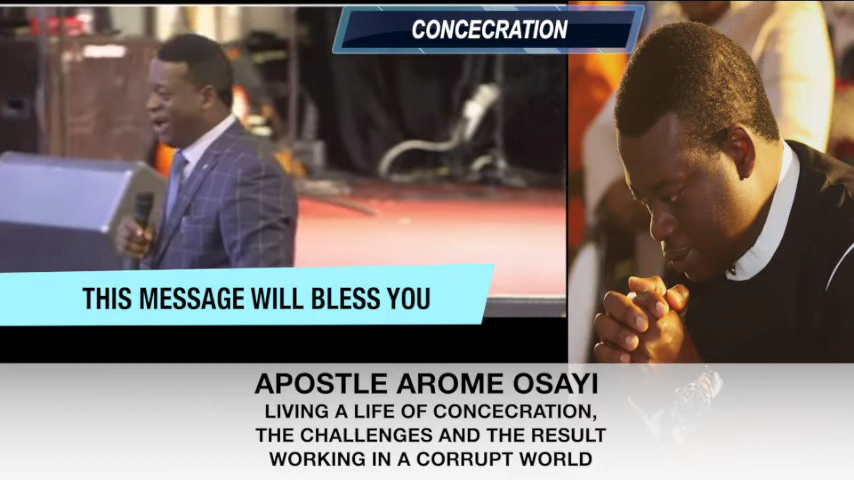 CONCECRATION
THIS MESSAGE WILL BLESS YOU
APOSTLE AROME OSAYI
LIVING A LIFE OF CONCECRATION,
THE CHALLENGES AND THE RESULT
WORKING IN A CORRUPT WORLD